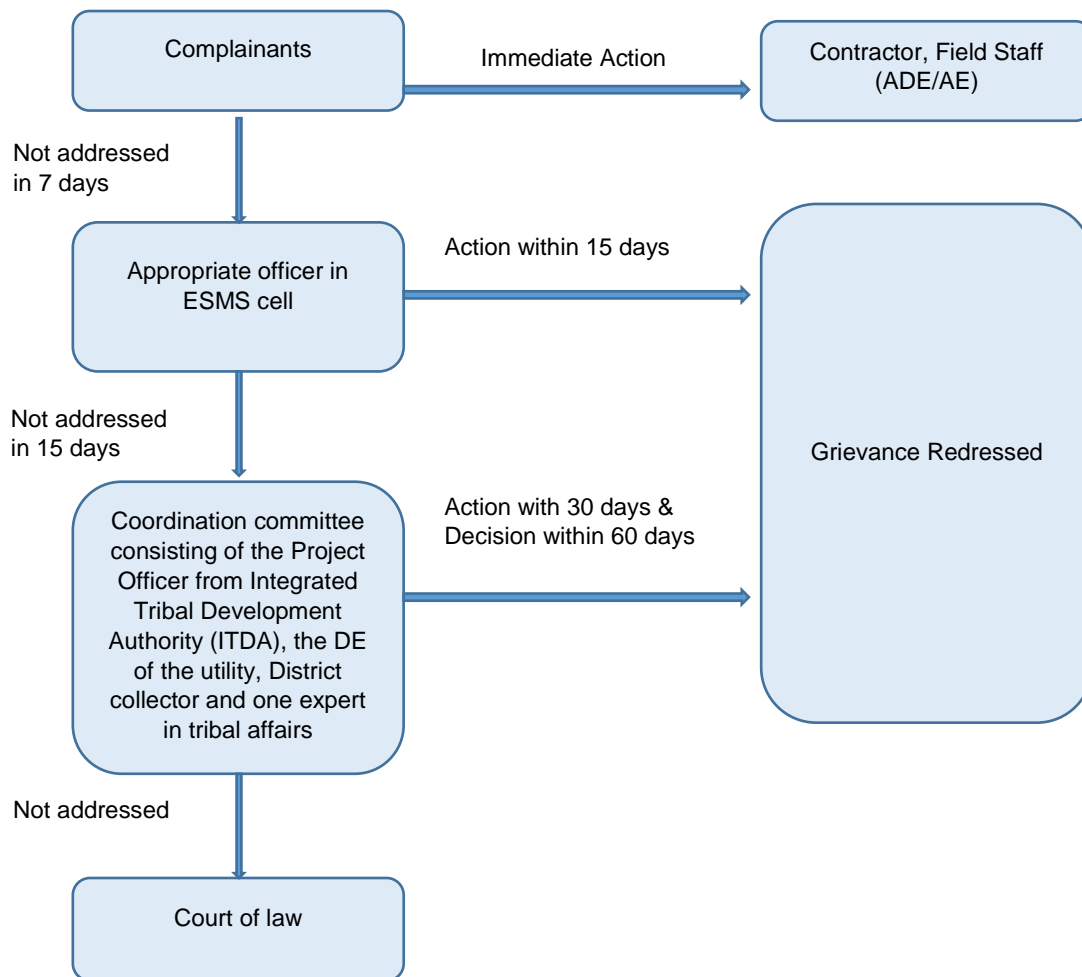 Complainants
Immediate Action
Contractor, Field Staff
(ADE/AE)
Not addressed
in 7 days
Appropriate officer in
ESMS cell
Action within 15 days
Not addressed
in 15 days
Grievance Redressed
Coordination committee
consisting of the Project
Officer from Integrated
Tribal Development
Authority (ITDA), the DE
of the utility, District
collector and one expert
in tribal affairs
Action with 30 days &
Decision within 60 days
Not addressed
Court of law